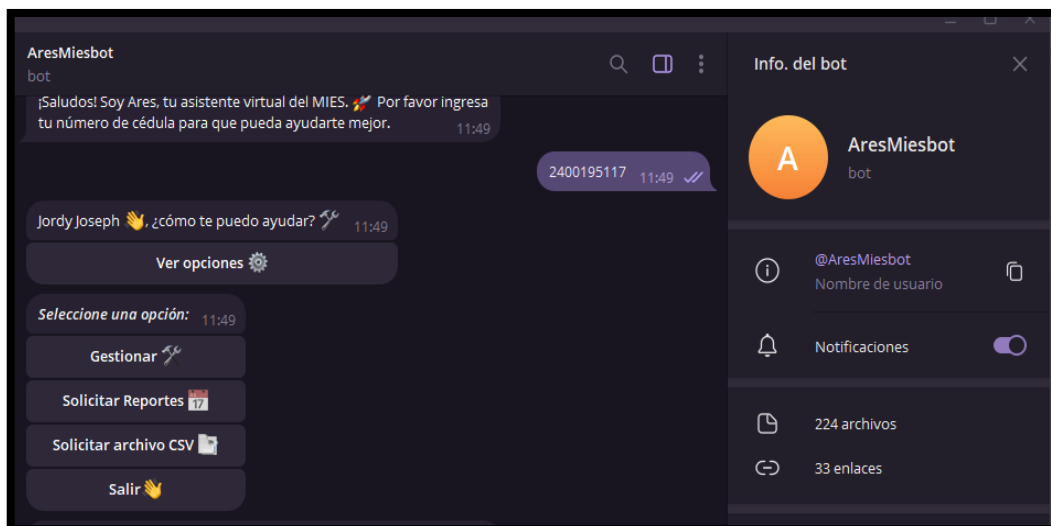 AresMiesbot
bot
¡Saludos! Soy Ares, tu asistente virtual del MIES. 🚀 Por favor ingresa
tu número de cédula para que pueda ayudarte mejor. 11:49
2400195117 11:49
Jordy Joseph 👋, ¿cómo te puedo ayudar? 🛠 11:49
Ver opciones ⚙️
Seleccione una opción: 11:49
Gestionar 🛠
Solicitar Reportes 📅
Solicitar archivo CSV 📑
Salir 👋
Info. del bot
A
AresMiesbot
bot
@AresMiesbot
Nombre de usuario
Notificaciones
224 archivos
33 enlaces